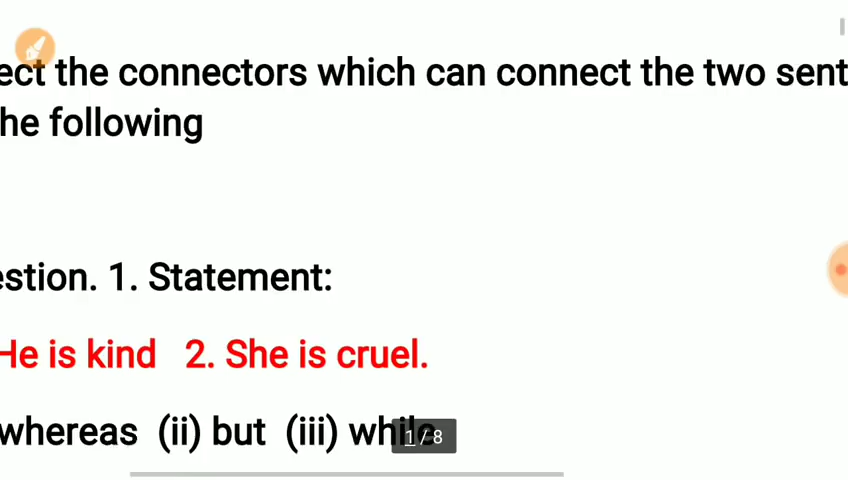 ect the connectors which can connect the two sent
he following
estion. 1. Statement:
He is kind 2. She is cruel.
whereas (ii) but (iii) while
1 / 8